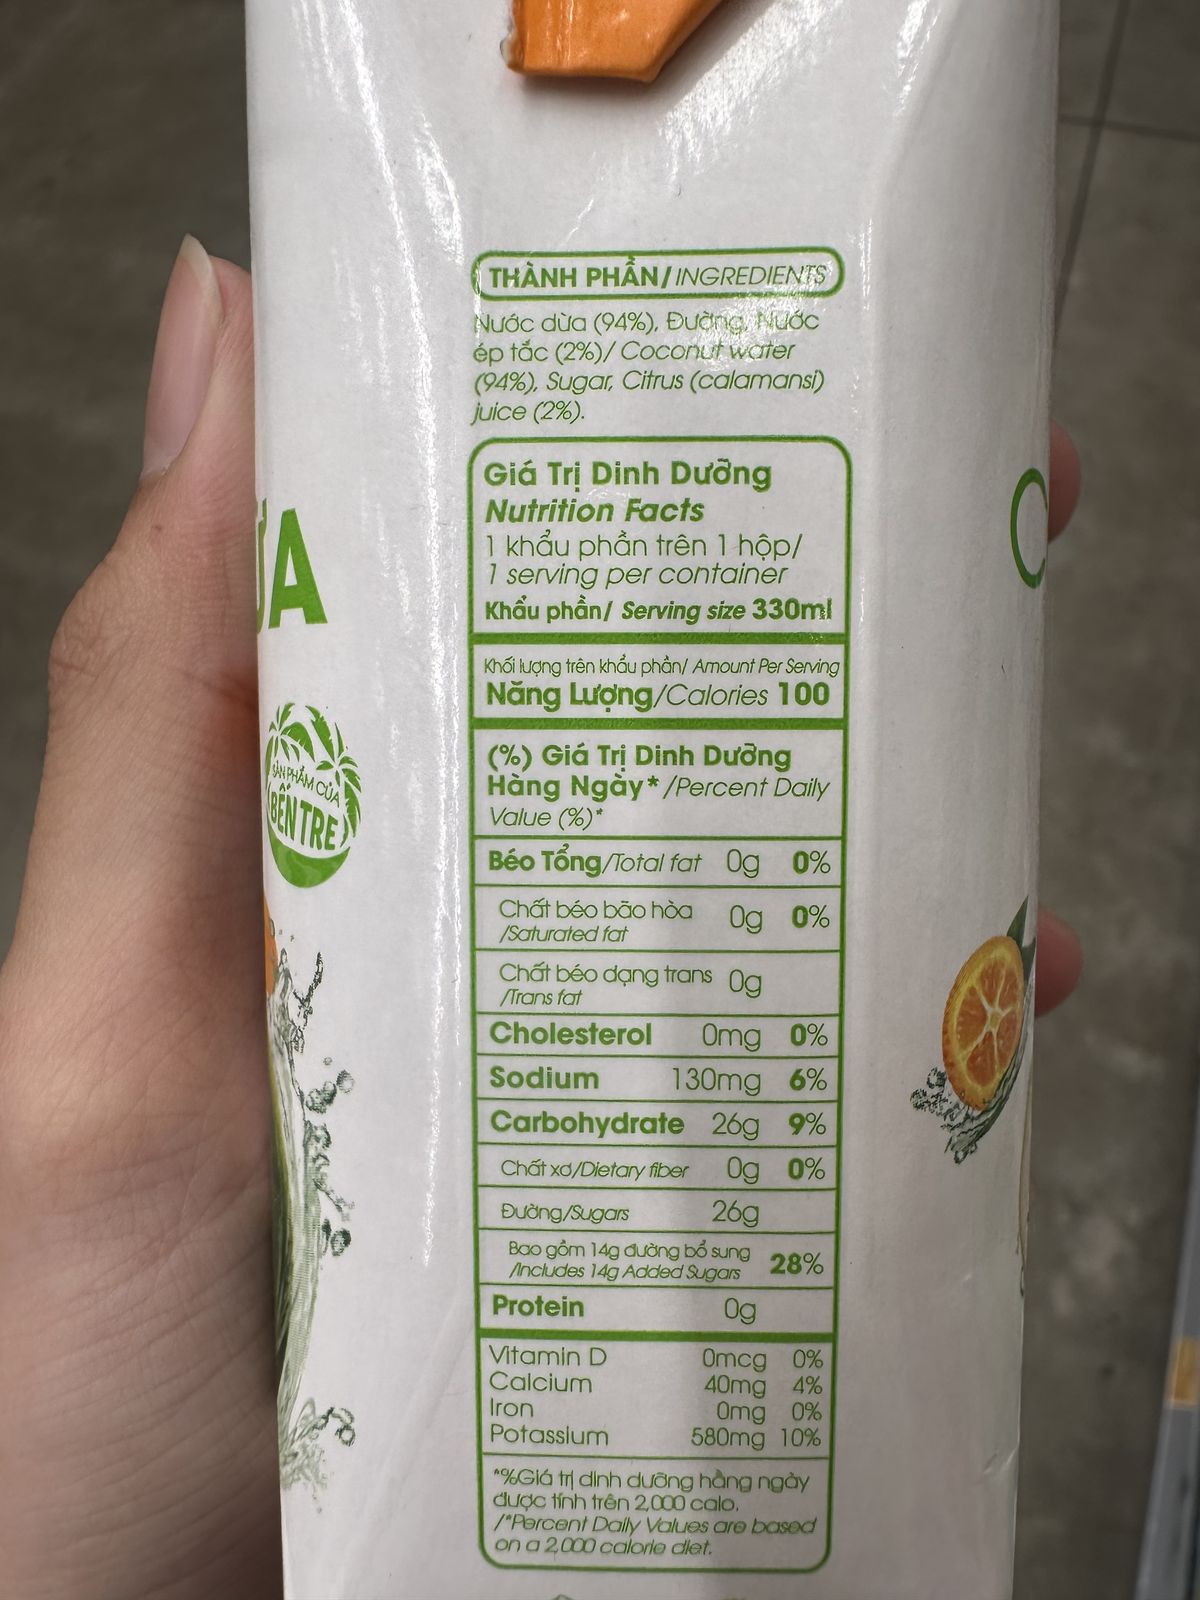 THÀNH PHẦN/INGREDIENTS
Nước dừa (94%), Đường, Nước
ép tắc (2%)/ Coconut water
(94%), Sugar, Citrus (calamansi)
juice (2%).
Giá Trị Dinh Dưỡng
Nutrition Facts
1 khẩu phần trên 1 hộp/
1 serving per container
Khẩu phần/ Serving size 330ml
Khối lượng trên khẩu phần/ Amount Per Serving
Năng Lượng/Calories 100
(%) Giá Trị Dinh Dưỡng
Hàng Ngày* /Percent Daily
Value (%)*
Béo Tổng/Total fat 0g 0%
Chất béo bão hòa 0g 0%
/Saturated fat
Chất béo dạng trans 0g
/Trans fat
Cholesterol 0mg 0%
Sodium 130mg 6%
Carbohydrate 26g 9%
Chất xơ/Dietary fiber 0g 0%
Đường/Sugars 26g
Bao gồm 14g đường bổ sung 28%
/Includes 14g Added Sugars
Protein 0g
Vitamin D 0mcg 0%
Calcium 40mg 4%
Iron 0mg 0%
Potassium 580mg 10%
*%Giá trị dinh dưỡng hằng ngày
được tính trên 2,000 calo.
/*Percent Daily Values are based
on a 2,000 calorie diet.
SẢN PHẨM CỦA
BẾN TRE